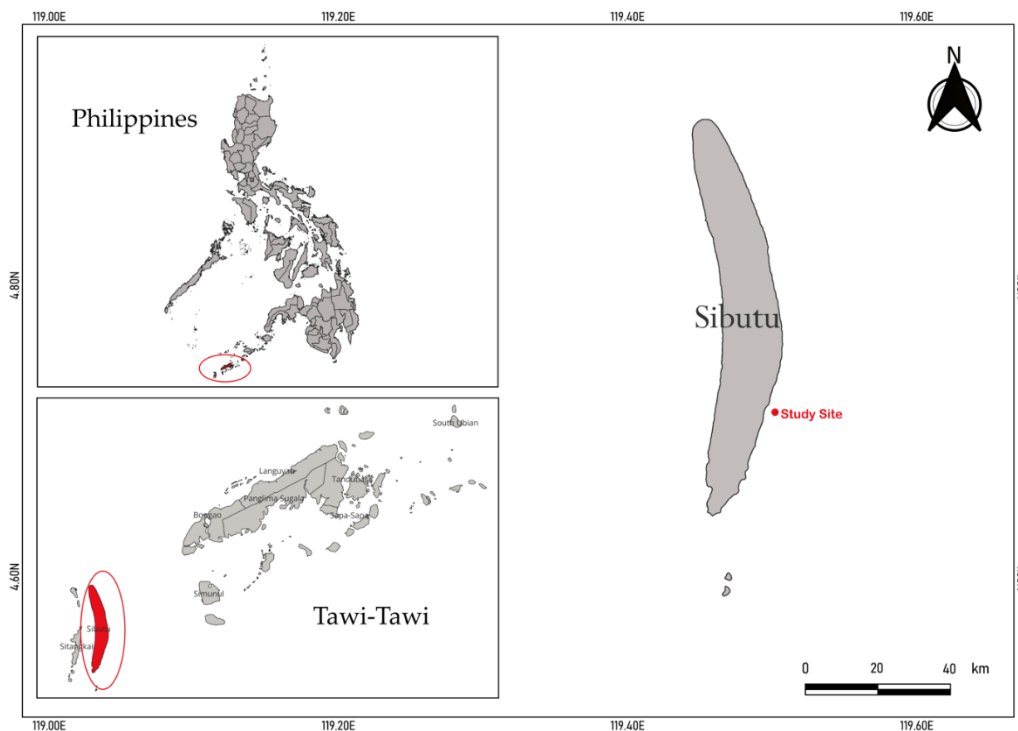 119.00E 119.20E 119.40E 119.60E
Philippines
N
4.80N
Sibutu
Study Site
South Ubian
Languyan
Panglima Sugala
Bongao
Sapa-Sapa
4.60N
Simunul
Tawi-Tawi
Sibutu
Sitangkai
0 20 40 km
119.00E 119.20E 119.40E 119.60E